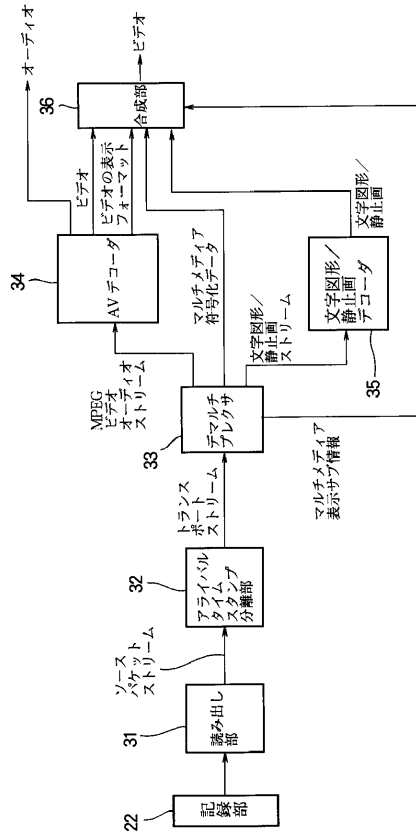 22
記録部
31
読み出し
部
ソース
パケット
ストリーム
32
アライバル
タイム
スタンプ
分離部
トランス
ポート
ストリーム
33
デマルチ
プレクサ
MPEG
ビデオ
オーディオ
ストリーム
34
AVデコーダ
オーディオ
ビデオ
ビデオの表示
フォーマット
マルチメディア
符号化データ
文字図形/
静止画
ストリーム
35
文字図形/
静止画
デコーダ
文字図形/
静止画
マルチメディア
表示サブ情報
36
合成部
ビデオ